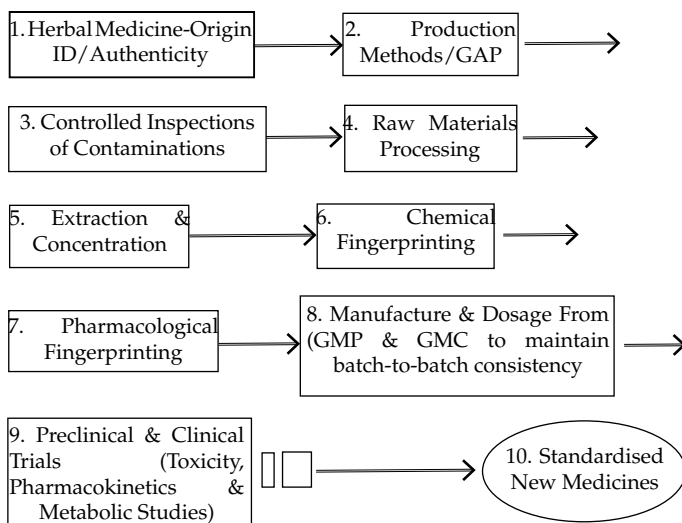 1. Herbal Medicine-Origin
ID/Authenticity
2. Production
Methods/GAP
3. Controlled Inspections
of Contaminations
4. Raw Materials
Processing
5. Extraction &
Concentration
6. Chemical
Fingerprinting
7. Pharmacological
Fingerprinting
8. Manufacture & Dosage From
(GMP & GMC to maintain
batch-to-batch consistency
9. Preclinical & Clinical
Trials (Toxicity,
Pharmacokinetics &
Metabolic Studies)
10. Standardised
New Medicines